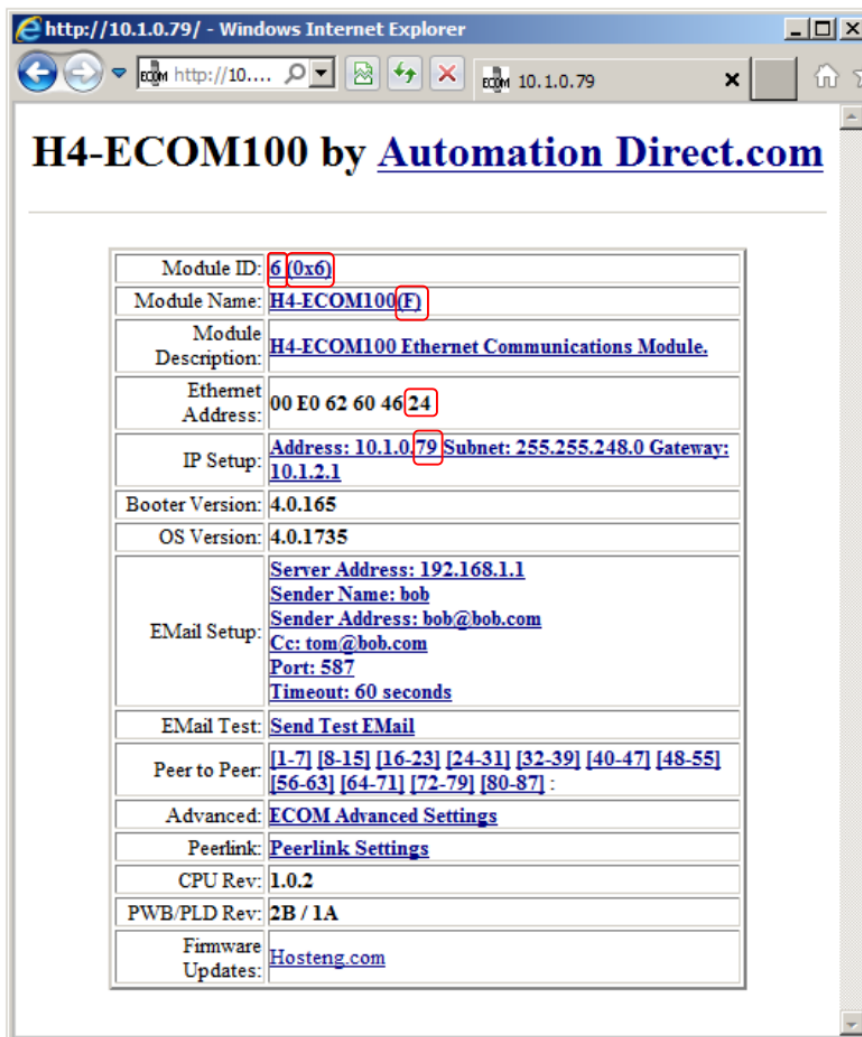 http://10.1.0.79/ - Windows Internet Explorer
ECOM http://10.... ECOM 10.1.0.79
H4-ECOM100 by Automation Direct.com
Module ID: 6 (0x6)
Module Name: H4-ECOM100(F)
Module
Description: H4-ECOM100 Ethernet Communications Module.
Ethernet
Address: 00 E0 62 60 46 24
IP Setup: Address: 10.1.0.79 Subnet: 255.255.248.0 Gateway:
10.1.2.1
Booter Version: 4.0.165
OS Version: 4.0.1735
EMail Setup: Server Address: 192.168.1.1
Sender Name: bob
Sender Address: bob@bob.com
Cc: tom@bob.com
Port: 587
Timeout: 60 seconds
EMail Test: Send Test EMail
Peer to Peer: [1-7] [8-15] [16-23] [24-31] [32-39] [40-47] [48-55]
[56-63] [64-71] [72-79] [80-87] :
Advanced: ECOM Advanced Settings
Peerlink: Peerlink Settings
CPU Rev: 1.0.2
PWB/PLD Rev: 2B / 1A
Firmware
Updates: Hosteng.com